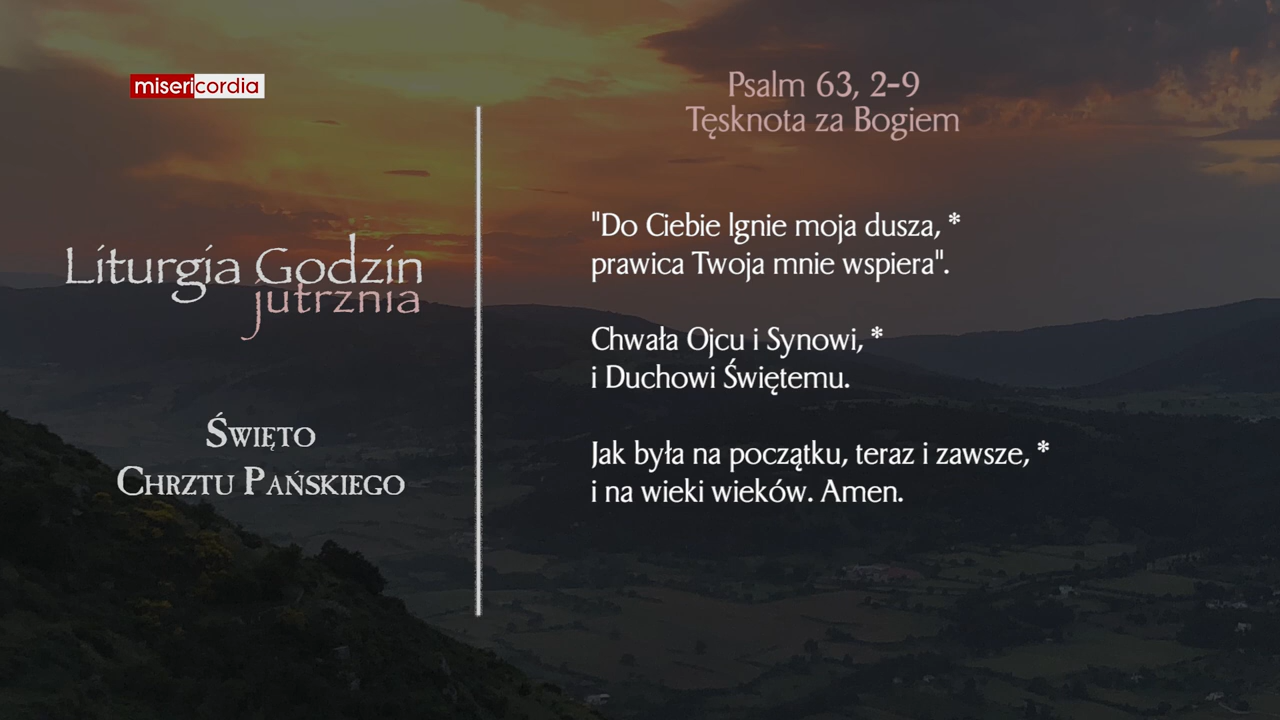 misericordia
Liturgia Godzin
jutrznia
Święto
Chrztu Pańskiego
Psalm 63, 2-9
Tęsknota za Bogiem
"Do Ciebie lgnie moja dusza, *
prawica Twoja mnie wspiera".
Chwała Ojcu i Synowi, *
i Duchowi Świętemu.
Jak była na początku, teraz i zawsze, *
i na wieki wieków. Amen.